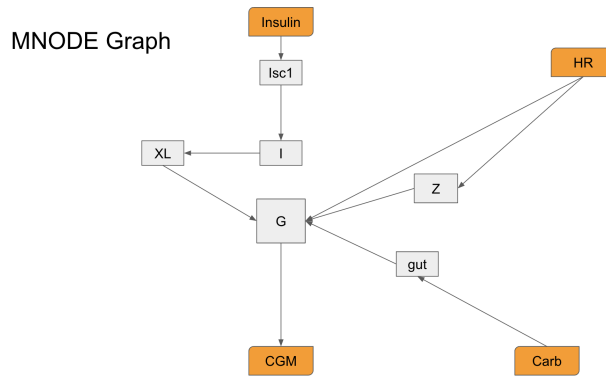 Insulin
MNODE Graph
HR
Isc1
XL
I
Z
G
gut
CGM
Carb